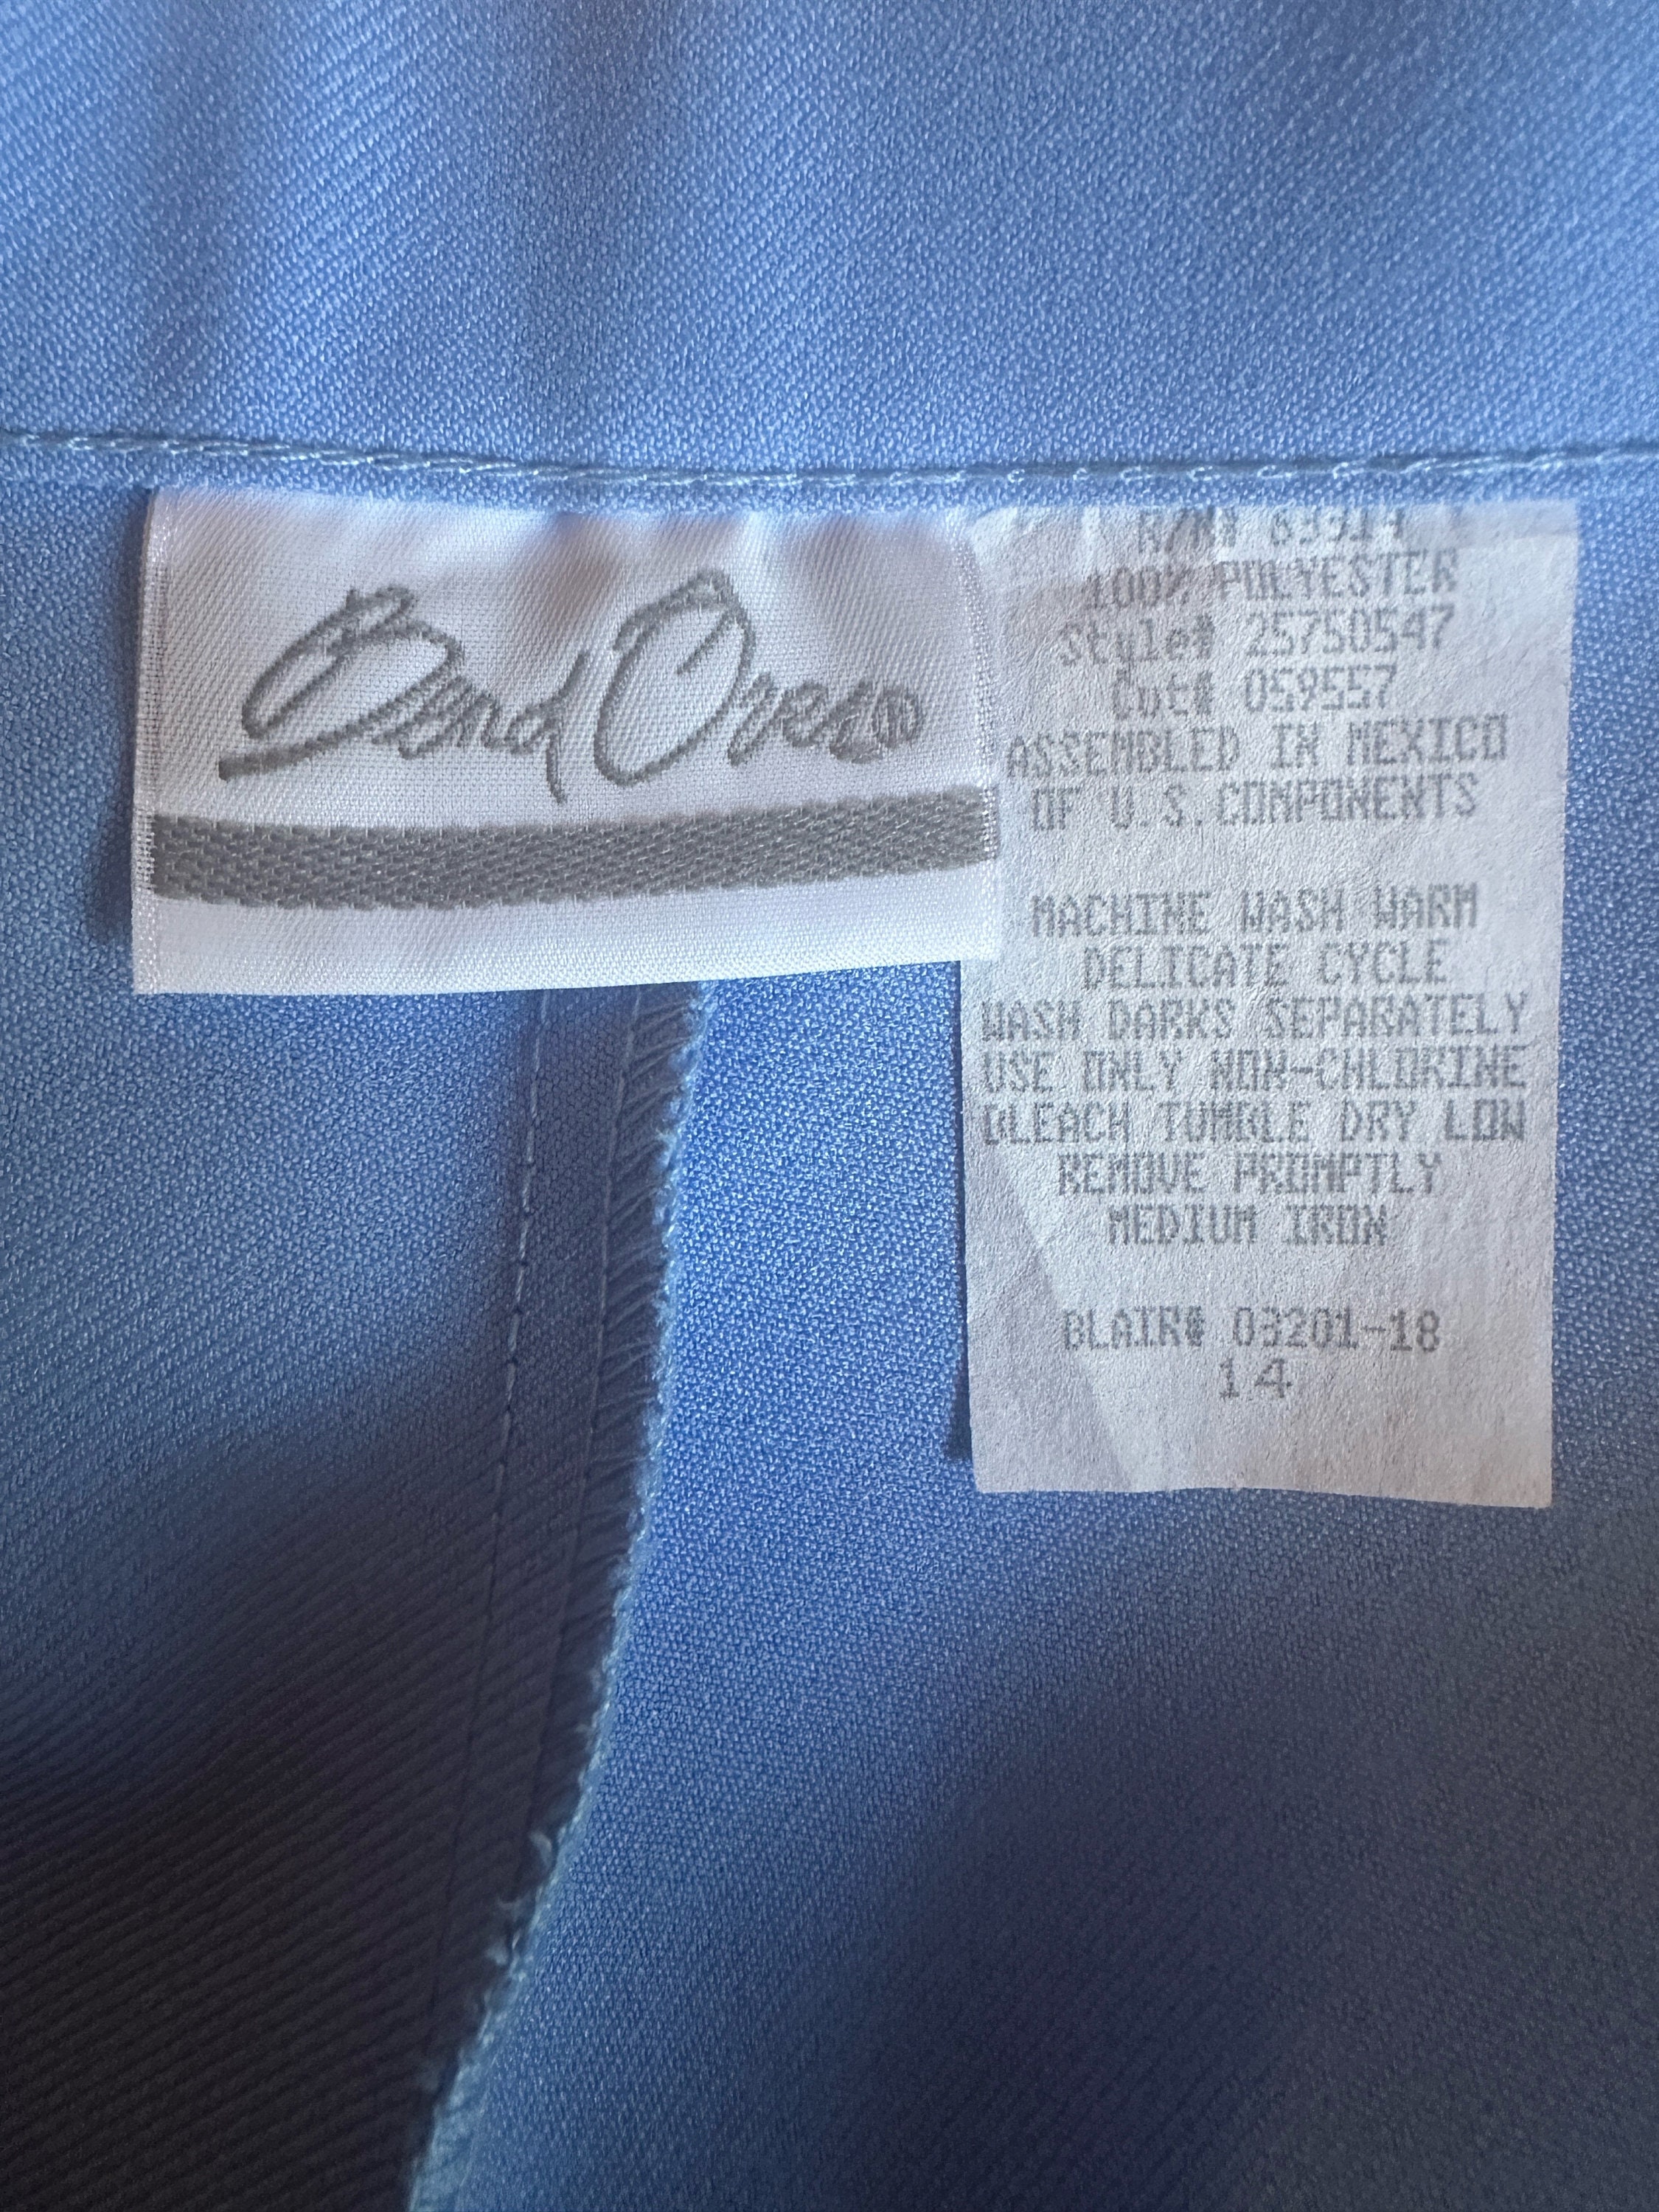 Bend Over®
100% POLYESTER
Style# 25750547
Cut# 059557
ASSEMBLED IN MEXICO
OF U.S. COMPONENTS
MACHINE WASH WARM
DELICATE CYCLE
WASH DARKS SEPARATELY
USE ONLY NON-CHLORINE
BLEACH TUMBLE DRY LOW
REMOVE PROMPTLY
MEDIUM IRON
BLAIR# 03201-18
14